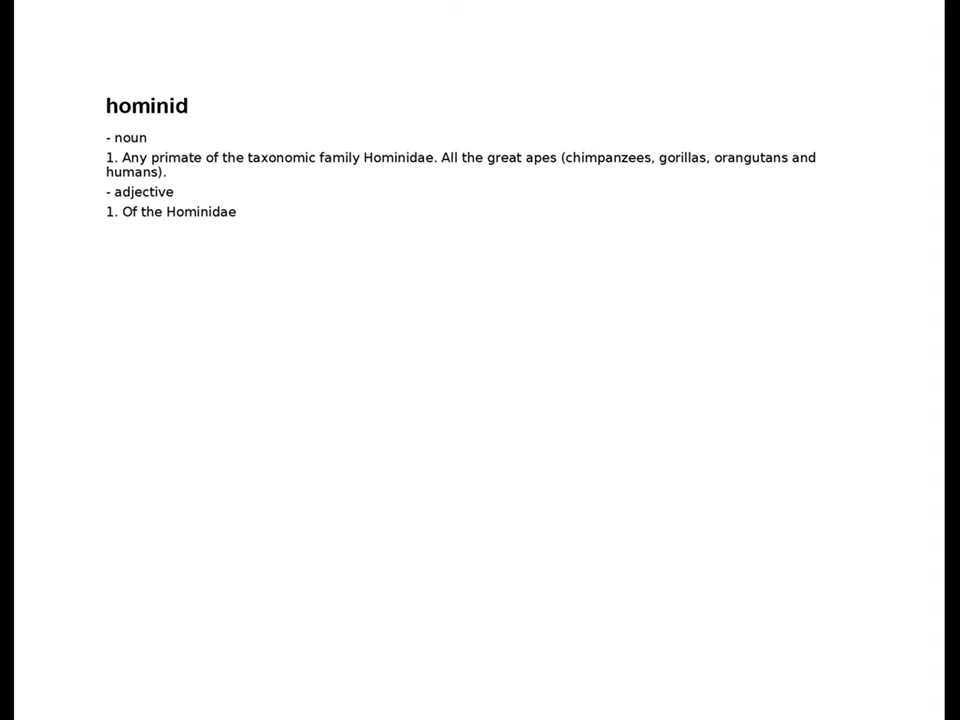 hominid
- noun
1. Any primate of the taxonomic family Hominidae. All the great apes (chimpanzees, gorillas, orangutans and
humans).
- adjective
1. Of the Hominidae